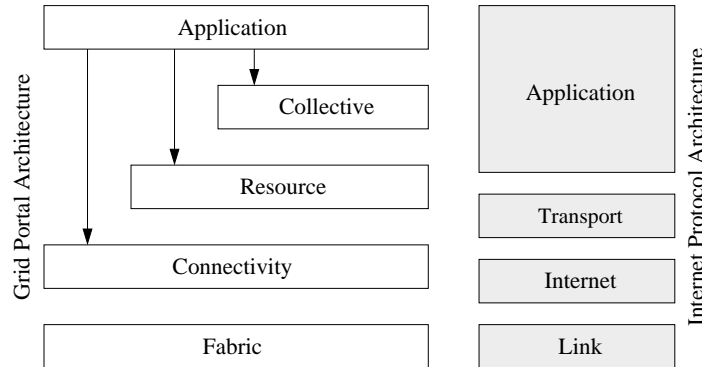 Grid Portal Architecture
Application
Collective
Resource
Connectivity
Fabric
Application
Transport
Internet
Link
Internet Protocol Architecture